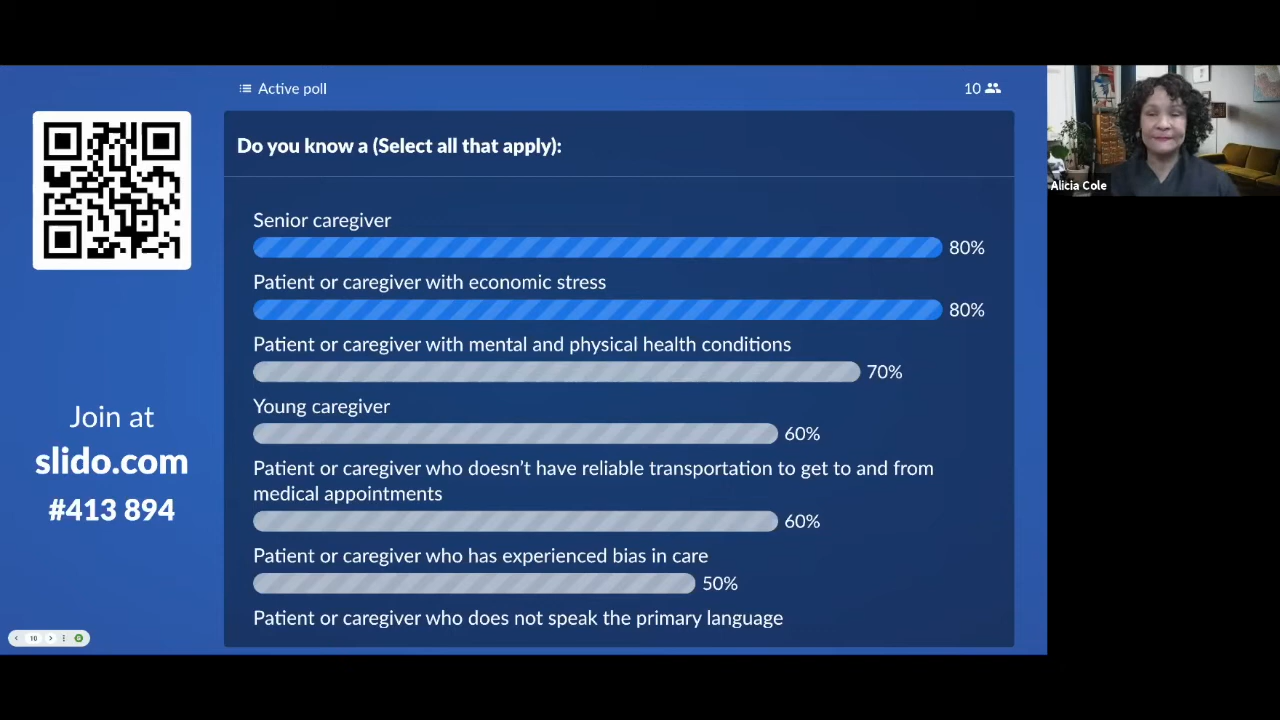 Active poll
10
Do you know a (Select all that apply):
Senior caregiver
80%
Patient or caregiver with economic stress
80%
Patient or caregiver with mental and physical health conditions
70%
Young caregiver
60%
Patient or caregiver who doesn't have reliable transportation to get to and from
medical appointments
60%
Patient or caregiver who has experienced bias in care
50%
Patient or caregiver who does not speak the primary language
Join at
slido.com
#413 894
10
Alicia Cole